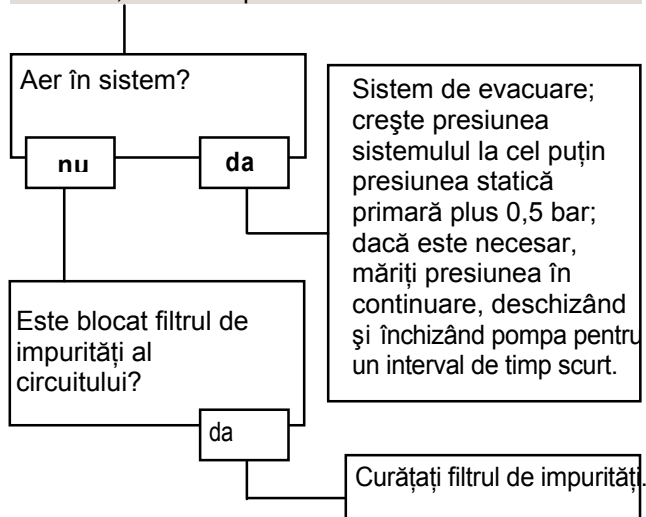 Aer în sistem?
nu
da
Sistem de evacuare;
creşte presiunea
sistemulul la cel puțin
presiunea statică
primară plus 0,5 bar;
dacă este necesar,
măriți presiunea în
continuare, deschizând
şi închizând pompa pentru
un interval de timp scurt.
Este blocat filtrul de
impurități al
circuitului?
da
Curățați filtrul de impurități.